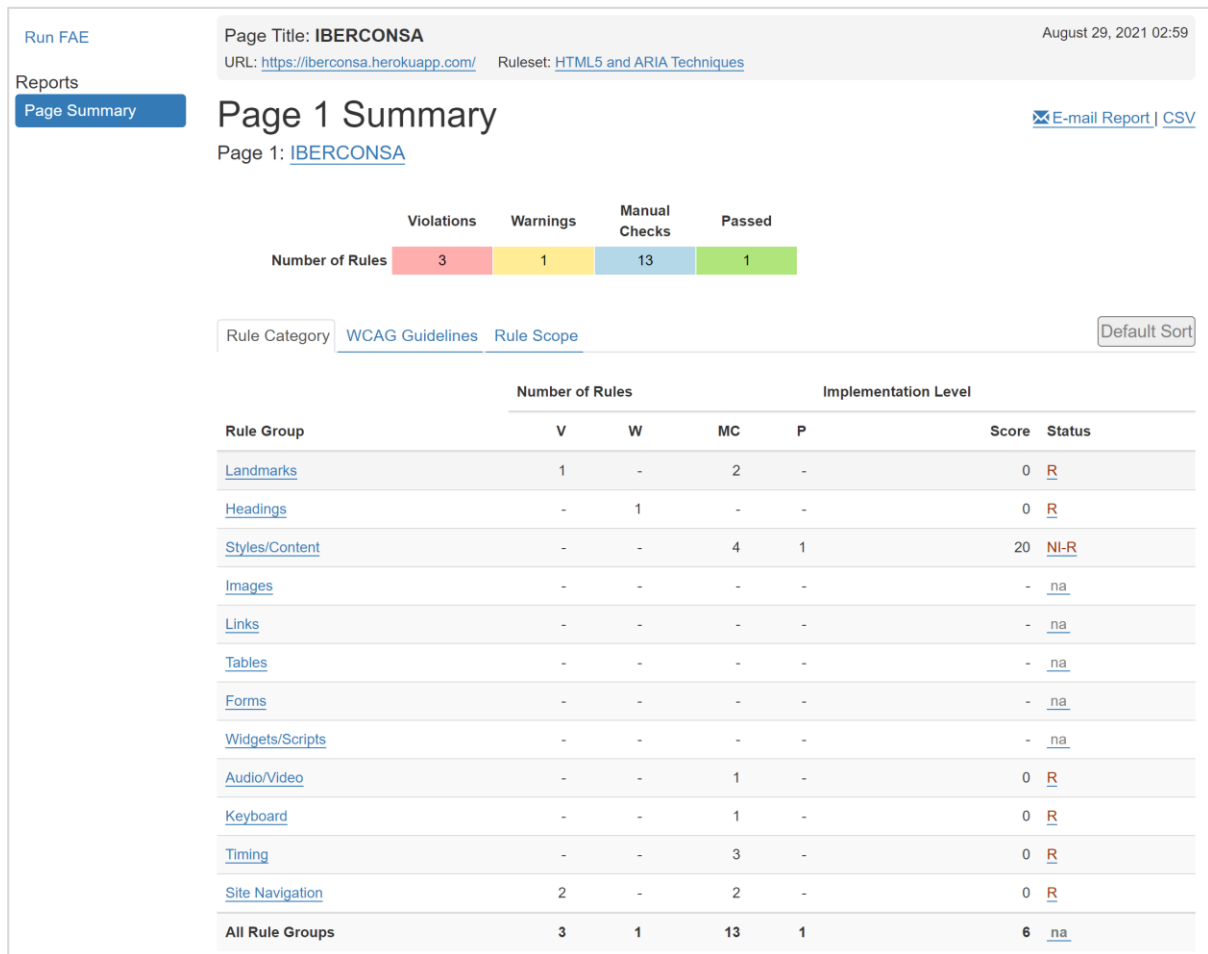 Run FAE
Reports
Page Summary
Page Title: IBERCONSA
August 29, 2021 02:59
URL: https://iberconsa.herokuapp.com/ Ruleset: HTML5 and ARIA Techniques
Page 1 Summary
E-mail Report | CSV
Page 1: IBERCONSA
Violations Warnings Manual Checks Passed
Number of Rules 3 1 13 1
Rule Category WCAG Guidelines Rule Scope Default Sort
Number of Rules Implementation Level
Rule Group V W MC P Score Status
Landmarks 1 - 2 - 0 R
Headings - 1 - - 0 R
Styles/Content - - 4 1 20 NI-R
Images - - - - - na
Links - - - - - na
Tables - - - - - na
Forms - - - - - na
Widgets/Scripts - - - - - na
Audio/Video - - 1 - 0 R
Keyboard - - 1 - 0 R
Timing - - 3 - 0 R
Site Navigation 2 - 2 - 0 R
All Rule Groups 3 1 13 1 6 na